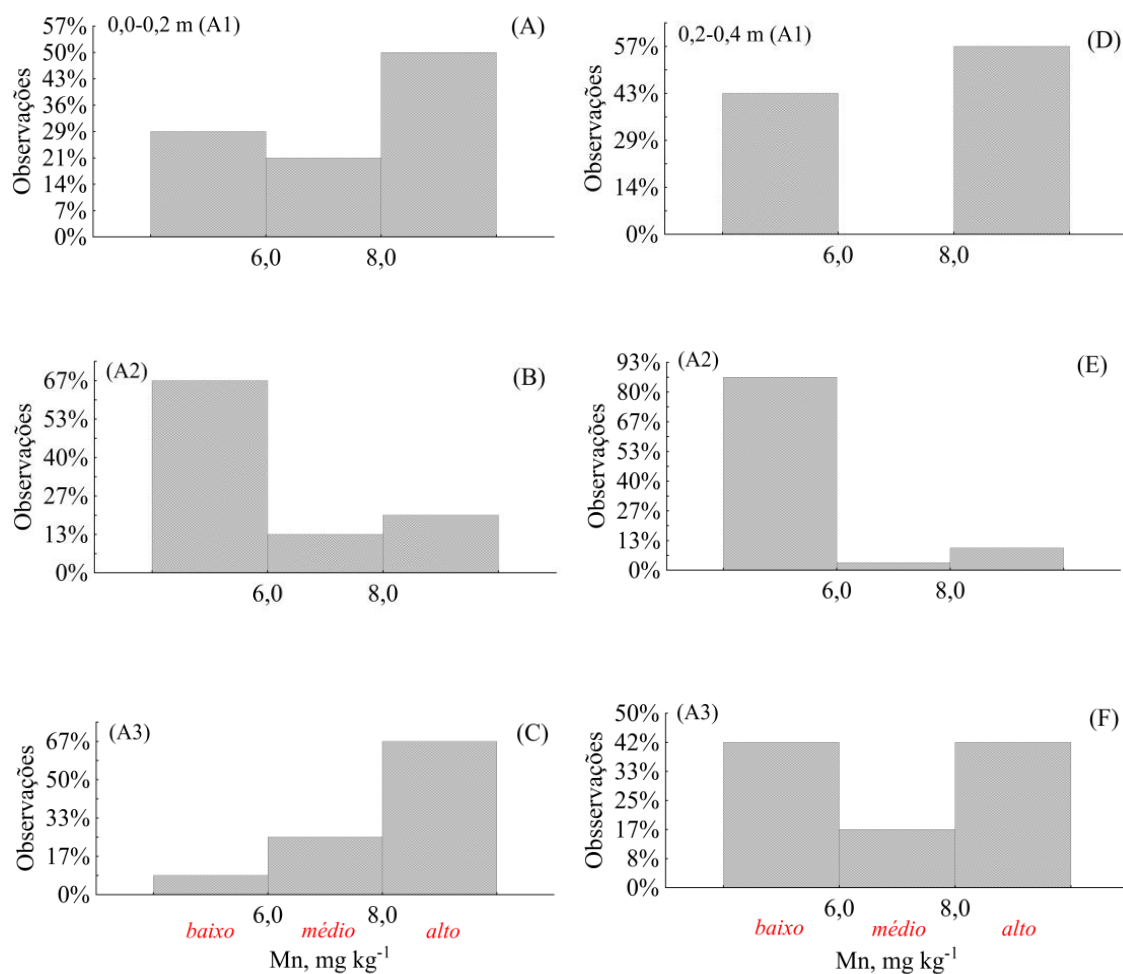 0,0-0,2 m (A1)
(A)
57%
50%
43%
36%
29%
21%
14%
7%
0%
Observações
6,0
8,0
0,2-0,4 m (A1)
(D)
57%
43%
29%
14%
0%
Observações
6,0
8,0
(A2)
(B)
67%
53%
40%
27%
13%
0%
Observações
6,0
8,0
(A2)
(E)
93%
80%
67%
53%
40%
27%
13%
0%
Observações
6,0
8,0
(A3)
(C)
67%
50%
33%
17%
0%
Observações
6,0
8,0
baixo
médio
alto
Mn, mg kg⁻¹
(A3)
(F)
50%
42%
33%
25%
17%
8%
0%
Obsservações
6,0
8,0
baixo
médio
alto
Mn, mg kg⁻¹